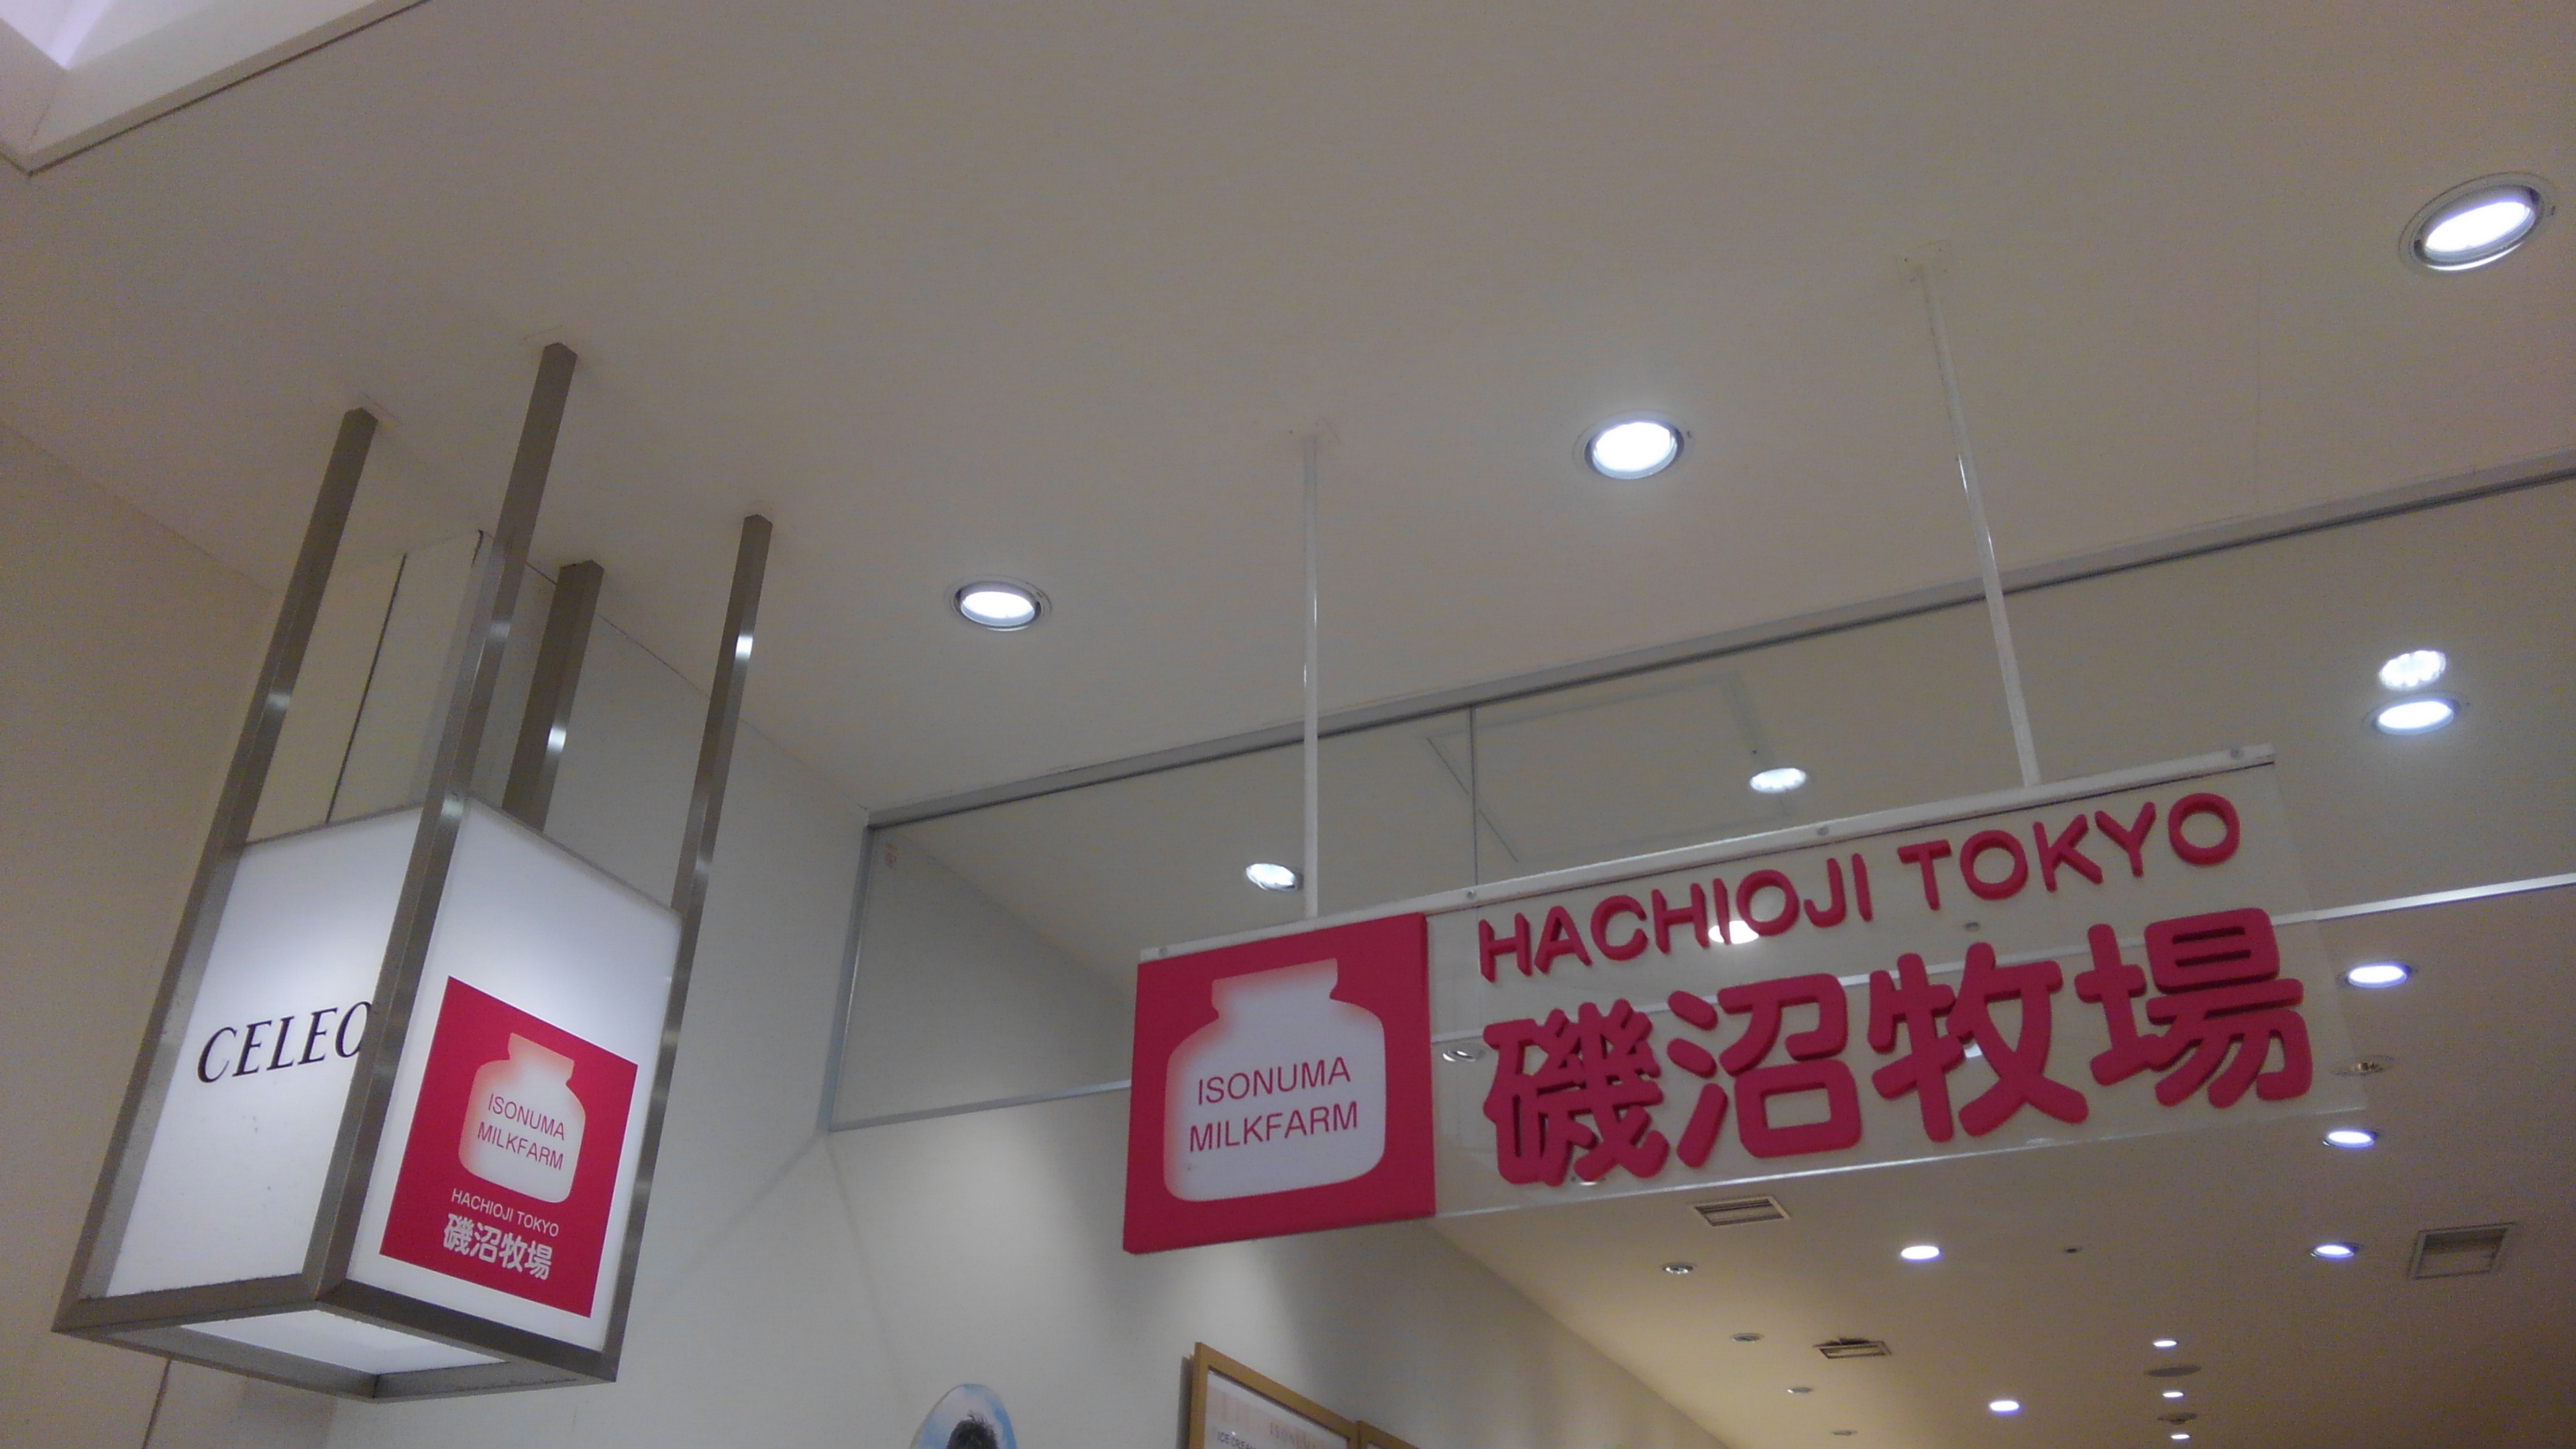 CELEO
ISONUMA
MILKFARM
HACHIOJI TOKYO
磯沼牧場
ISONUMA
MILKFARM
HACHIOJI TOKYO
磯沼牧場